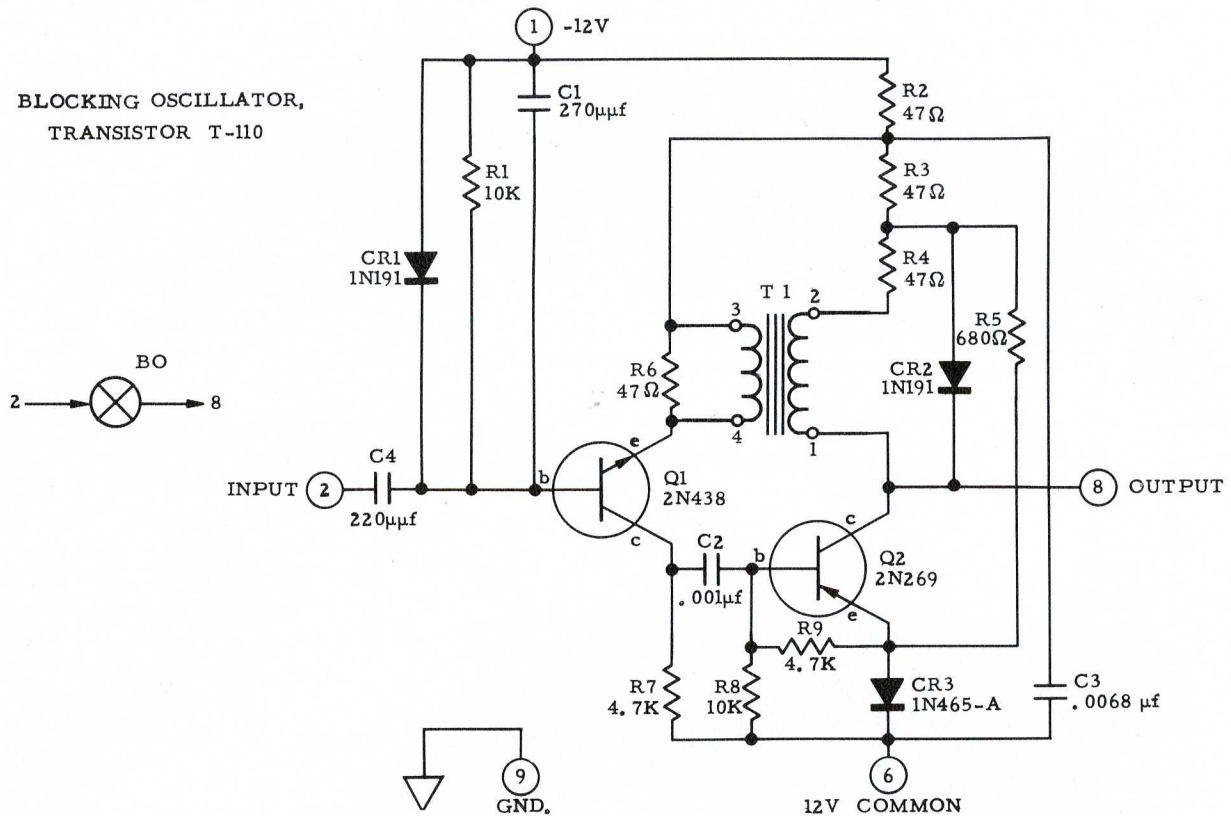 1 -12V
BLOCKING OSCILLATOR,
TRANSISTOR T-110
C1
270µµf
R2
47Ω
R1
10K
R3
47Ω
CR1
1N191
R4
47Ω
T 1
3
2
R5
680Ω
BO
R6
47Ω
CR2
1N191
2
8
4
1
C4
e
b
Q1
2N438
INPUT 2
8 OUTPUT
220µµf
c
C2
c
b
Q2
2N269
.001µf
e
R9
4.7K
R7
4.7K
R8
10K
CR3
1N465-A
C3
.0068 µf
9
GND.
6
12V COMMON